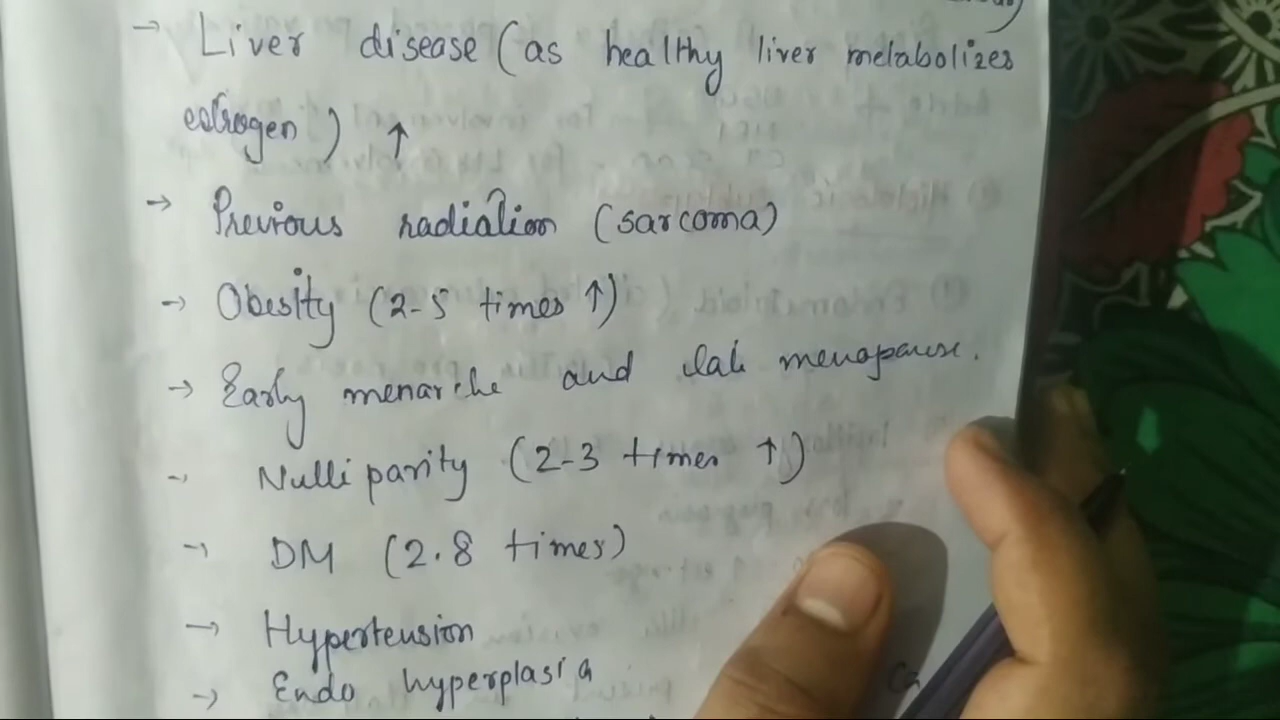 → Liver disease (as healthy liver metabolizes
estrogen) ↑
→ Previous radiation (sarcoma)
→ Obesity (2-5 times ↑)
→ Early menarche and late menopause.
→ Nulliparity (2-3 times ↑)
→ DM (2.8 times)
→ Hypertension
→ Endo hyperplasia